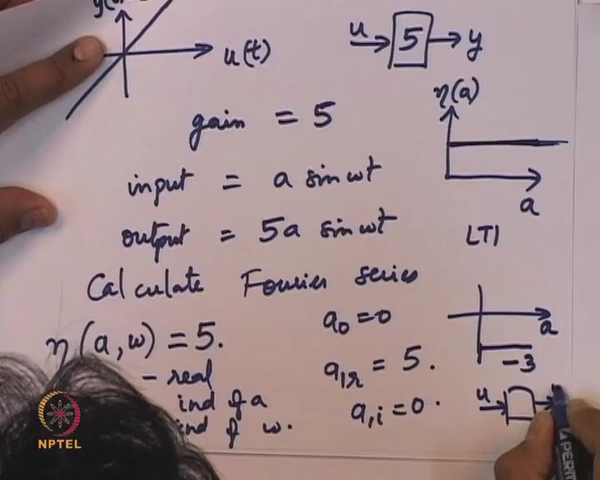 u(t)
u 5 y
η(a)
gain = 5
input = a sin ωt
a
output = 5a sin ωt
LTI
Calculate Fourier series
η(a, ω) = 5.
a₀ = 0
a
- real
a₁ᵣ = 5.
-3
ind of a
a₁ᵢ = 0.
u
ind of ω.
NPTEL